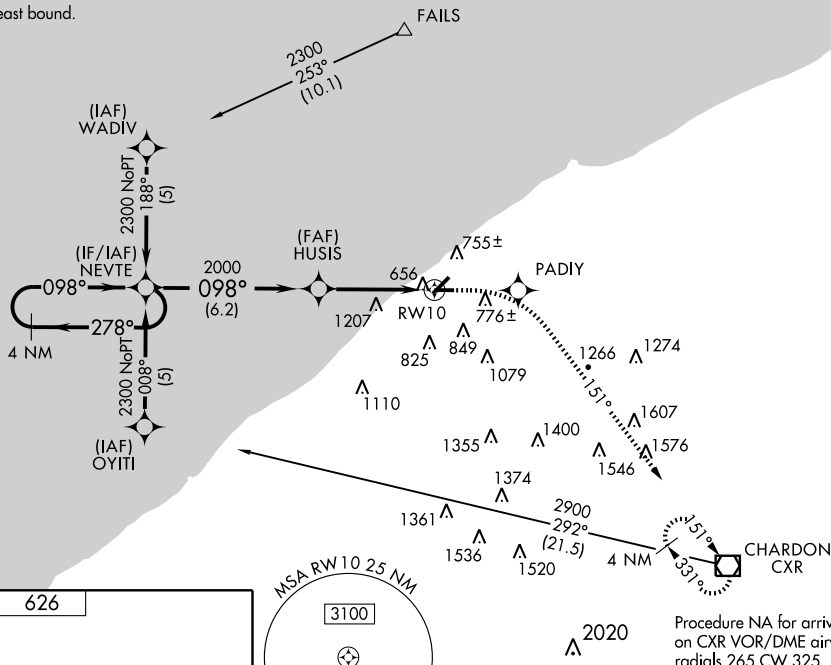 east bound.
FAILS
2300
253°
(10.1)
(IAF)
WADIV
2300 NoPT
188°
(5)
(IF/IAF)
NEVTE
098°
278°
4 NM
2300 NoPT
008°
(5)
(IAF)
OYITI
2000
098°
(6.2)
(FAF)
HUSIS
755±
656
PADIY
RW10
1207
776±
825
849
1079
1266
1274
151°
1110
1607
1355
1400
1576
1546
1374
1361
2900
292°
(21.5)
1536
1520
4 NM
151°
331°
CHARDON
CXR
626
MSA RW10 25 NM
3100
2020
Procedure NA for arriv
on CXR VOR/DME airw
radials 265 CW 325